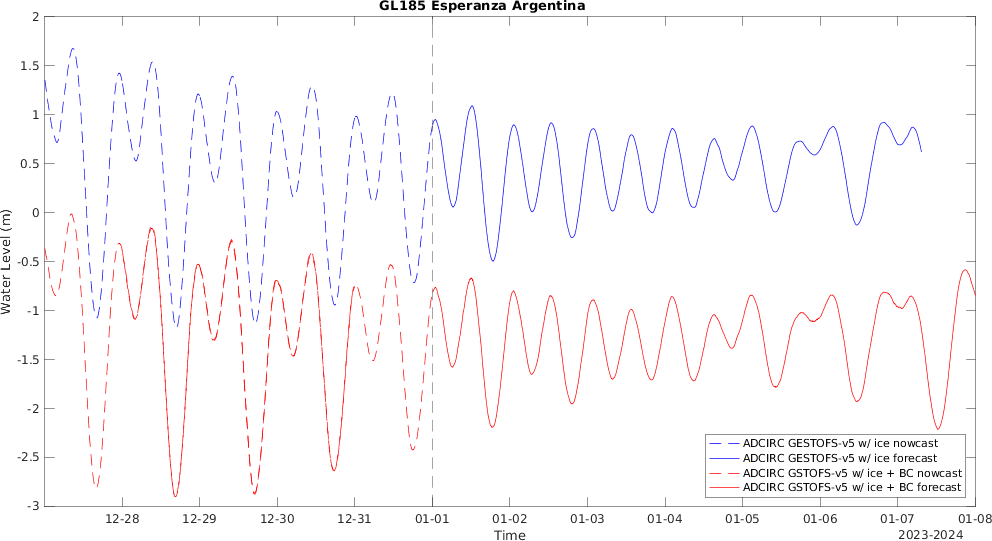 GL185 Esperanza Argentina
2
1.5
1
0.5
0
-0.5
-1
-1.5
-2
-2.5
-3
Water Level (m)
ADCIRC GESTOFS-v5 w/ ice nowcast
ADCIRC GESTOFS-v5 w/ ice forecast
ADCIRC GSTOFS-v5 w/ ice + BC nowcast
ADCIRC GSTOFS-v5 w/ ice + BC forecast
12-28 12-29 12-30 12-31 01-01 01-02 01-03 01-04 01-05 01-06 01-07 01-08
Time
2023-2024